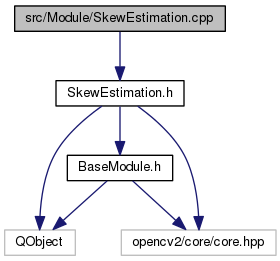 src/Module/SkewEstimation.cpp
SkewEstimation.h
BaseModule.h
QObject
opencv2/core/core.hpp